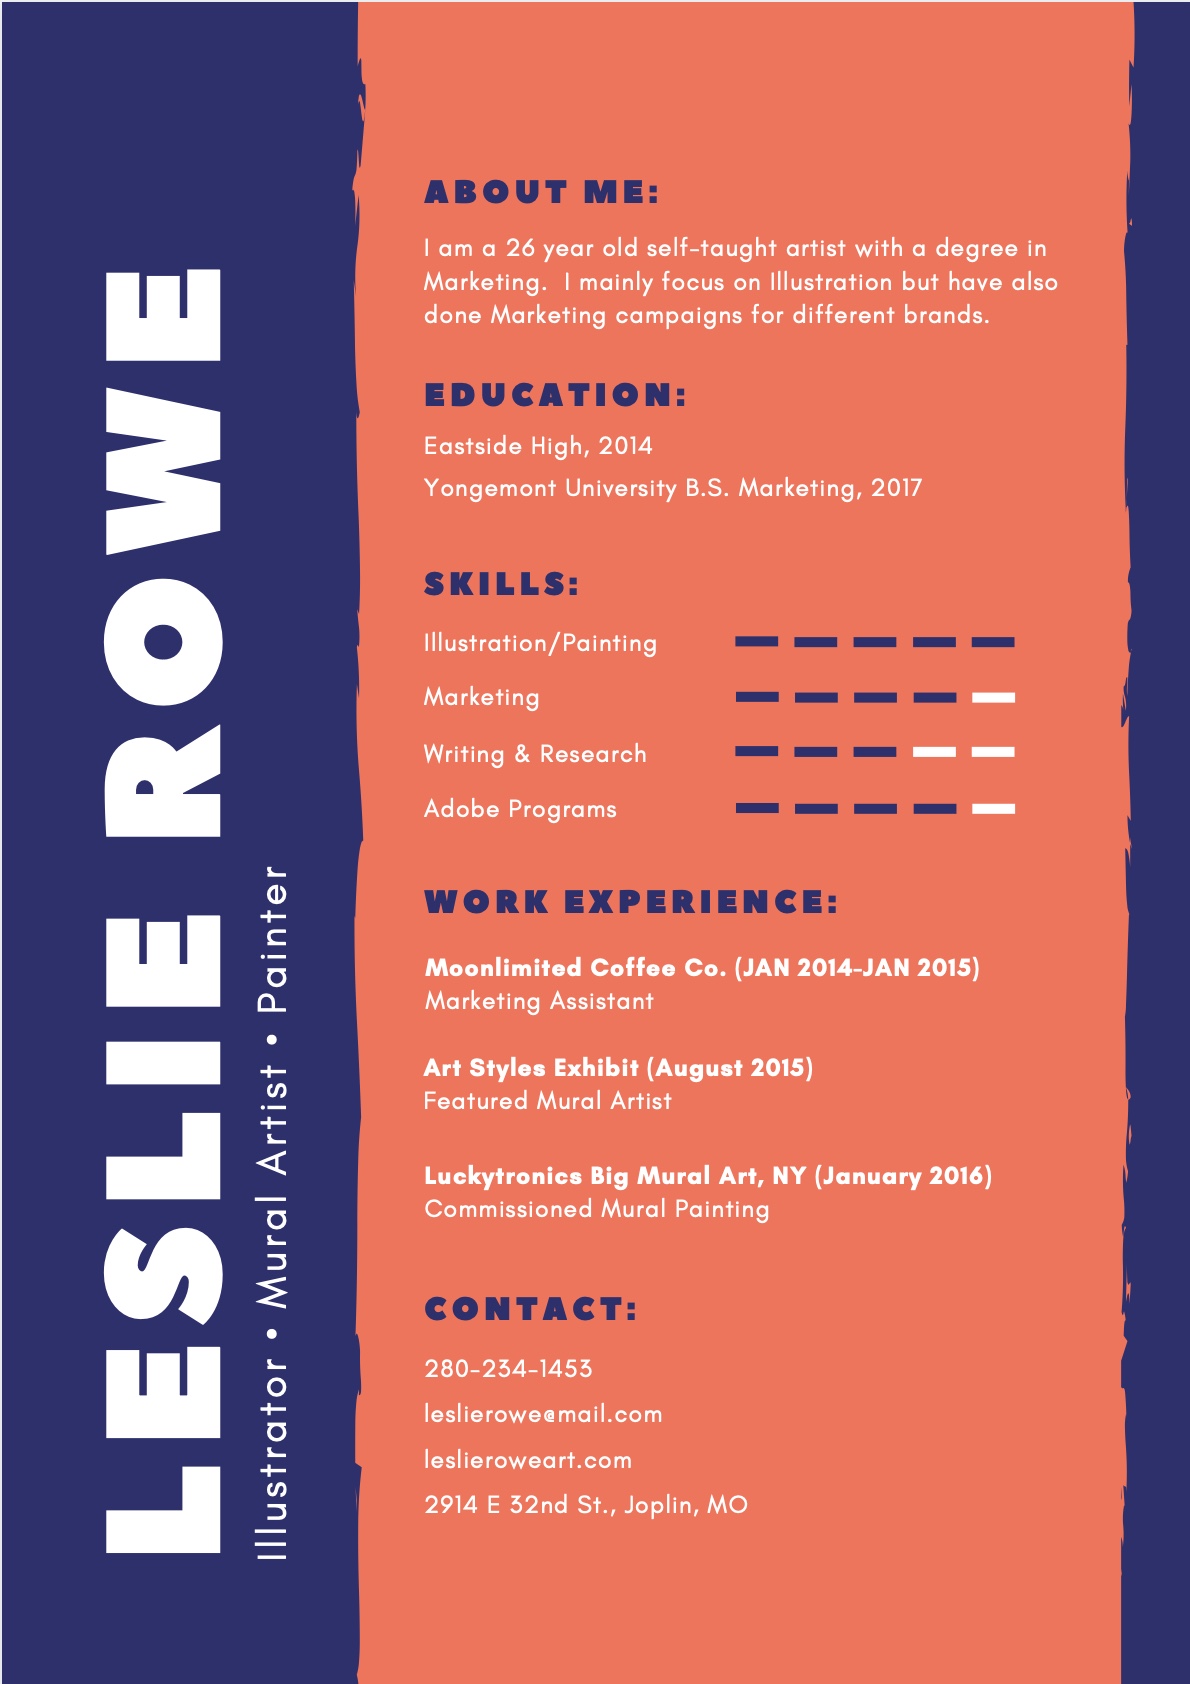 LESLIE ROWE
Illustrator • Mural Artist • Painter
ABOUT ME:
I am a 26 year old self-taught artist with a degree in
Marketing.  I mainly focus on Illustration but have also
done Marketing campaigns for different brands.
EDUCATION:
Eastside High, 2014
Yongemont University B.S. Marketing, 2017
SKILLS:
Illustration/Painting
Marketing
Writing & Research
Adobe Programs
WORK EXPERIENCE:
Moonlimited Coffee Co. (JAN 2014-JAN 2015)
Marketing Assistant
Art Styles Exhibit (August 2015)
Featured Mural Artist
Luckytronics Big Mural Art, NY (January 2016)
Commissioned Mural Painting
CONTACT:
280-234-1453
leslierowe@mail.com
leslieroweart.com
2914 E 32nd St., Joplin, MO